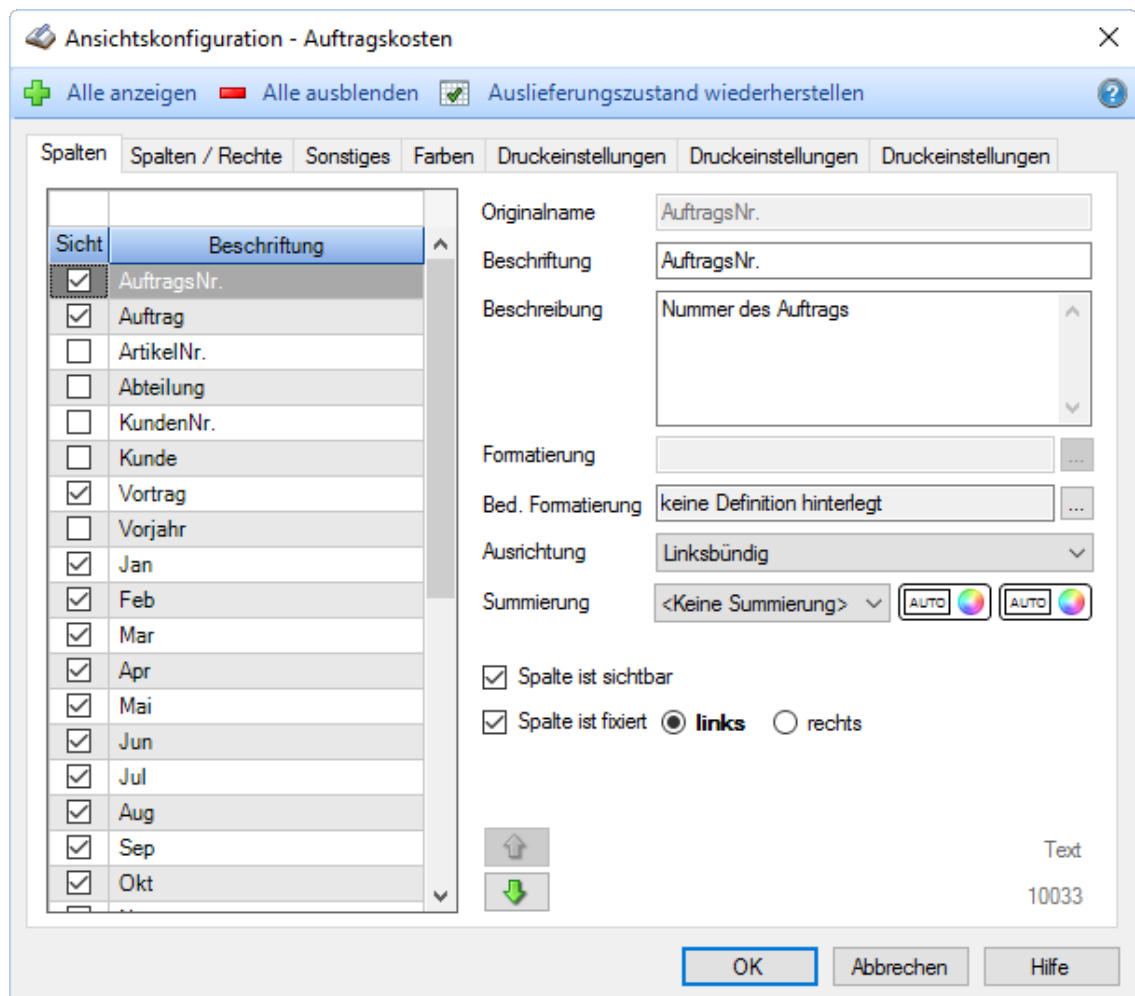 Ansichtskonfiguration - Auftragskosten
Alle anzeigen Alle ausblenden Auslieferungszustand wiederherstellen
Spalten Spalten / Rechte Sonstiges Farben Druckeinstellungen Druckeinstellungen Druckeinstellungen
Sicht Beschriftung
AuftragsNr.
Auftrag
ArtikelNr.
Abteilung
KundenNr.
Kunde
Vortrag
Vorjahr
Jan
Feb
Mar
Apr
Mai
Jun
Jul
Aug
Sep
Okt
Originalname AuftragsNr.
Beschriftung AuftragsNr.
Beschreibung Nummer des Auftrags
Formatierung ...
Bed. Formatierung keine Definition hinterlegt ...
Ausrichtung Linksbündig
Summierung <Keine Summierung> AUTO AUTO
Spalte ist sichtbar
Spalte ist fixiert links rechts
Text
10033
OK Abbrechen Hilfe